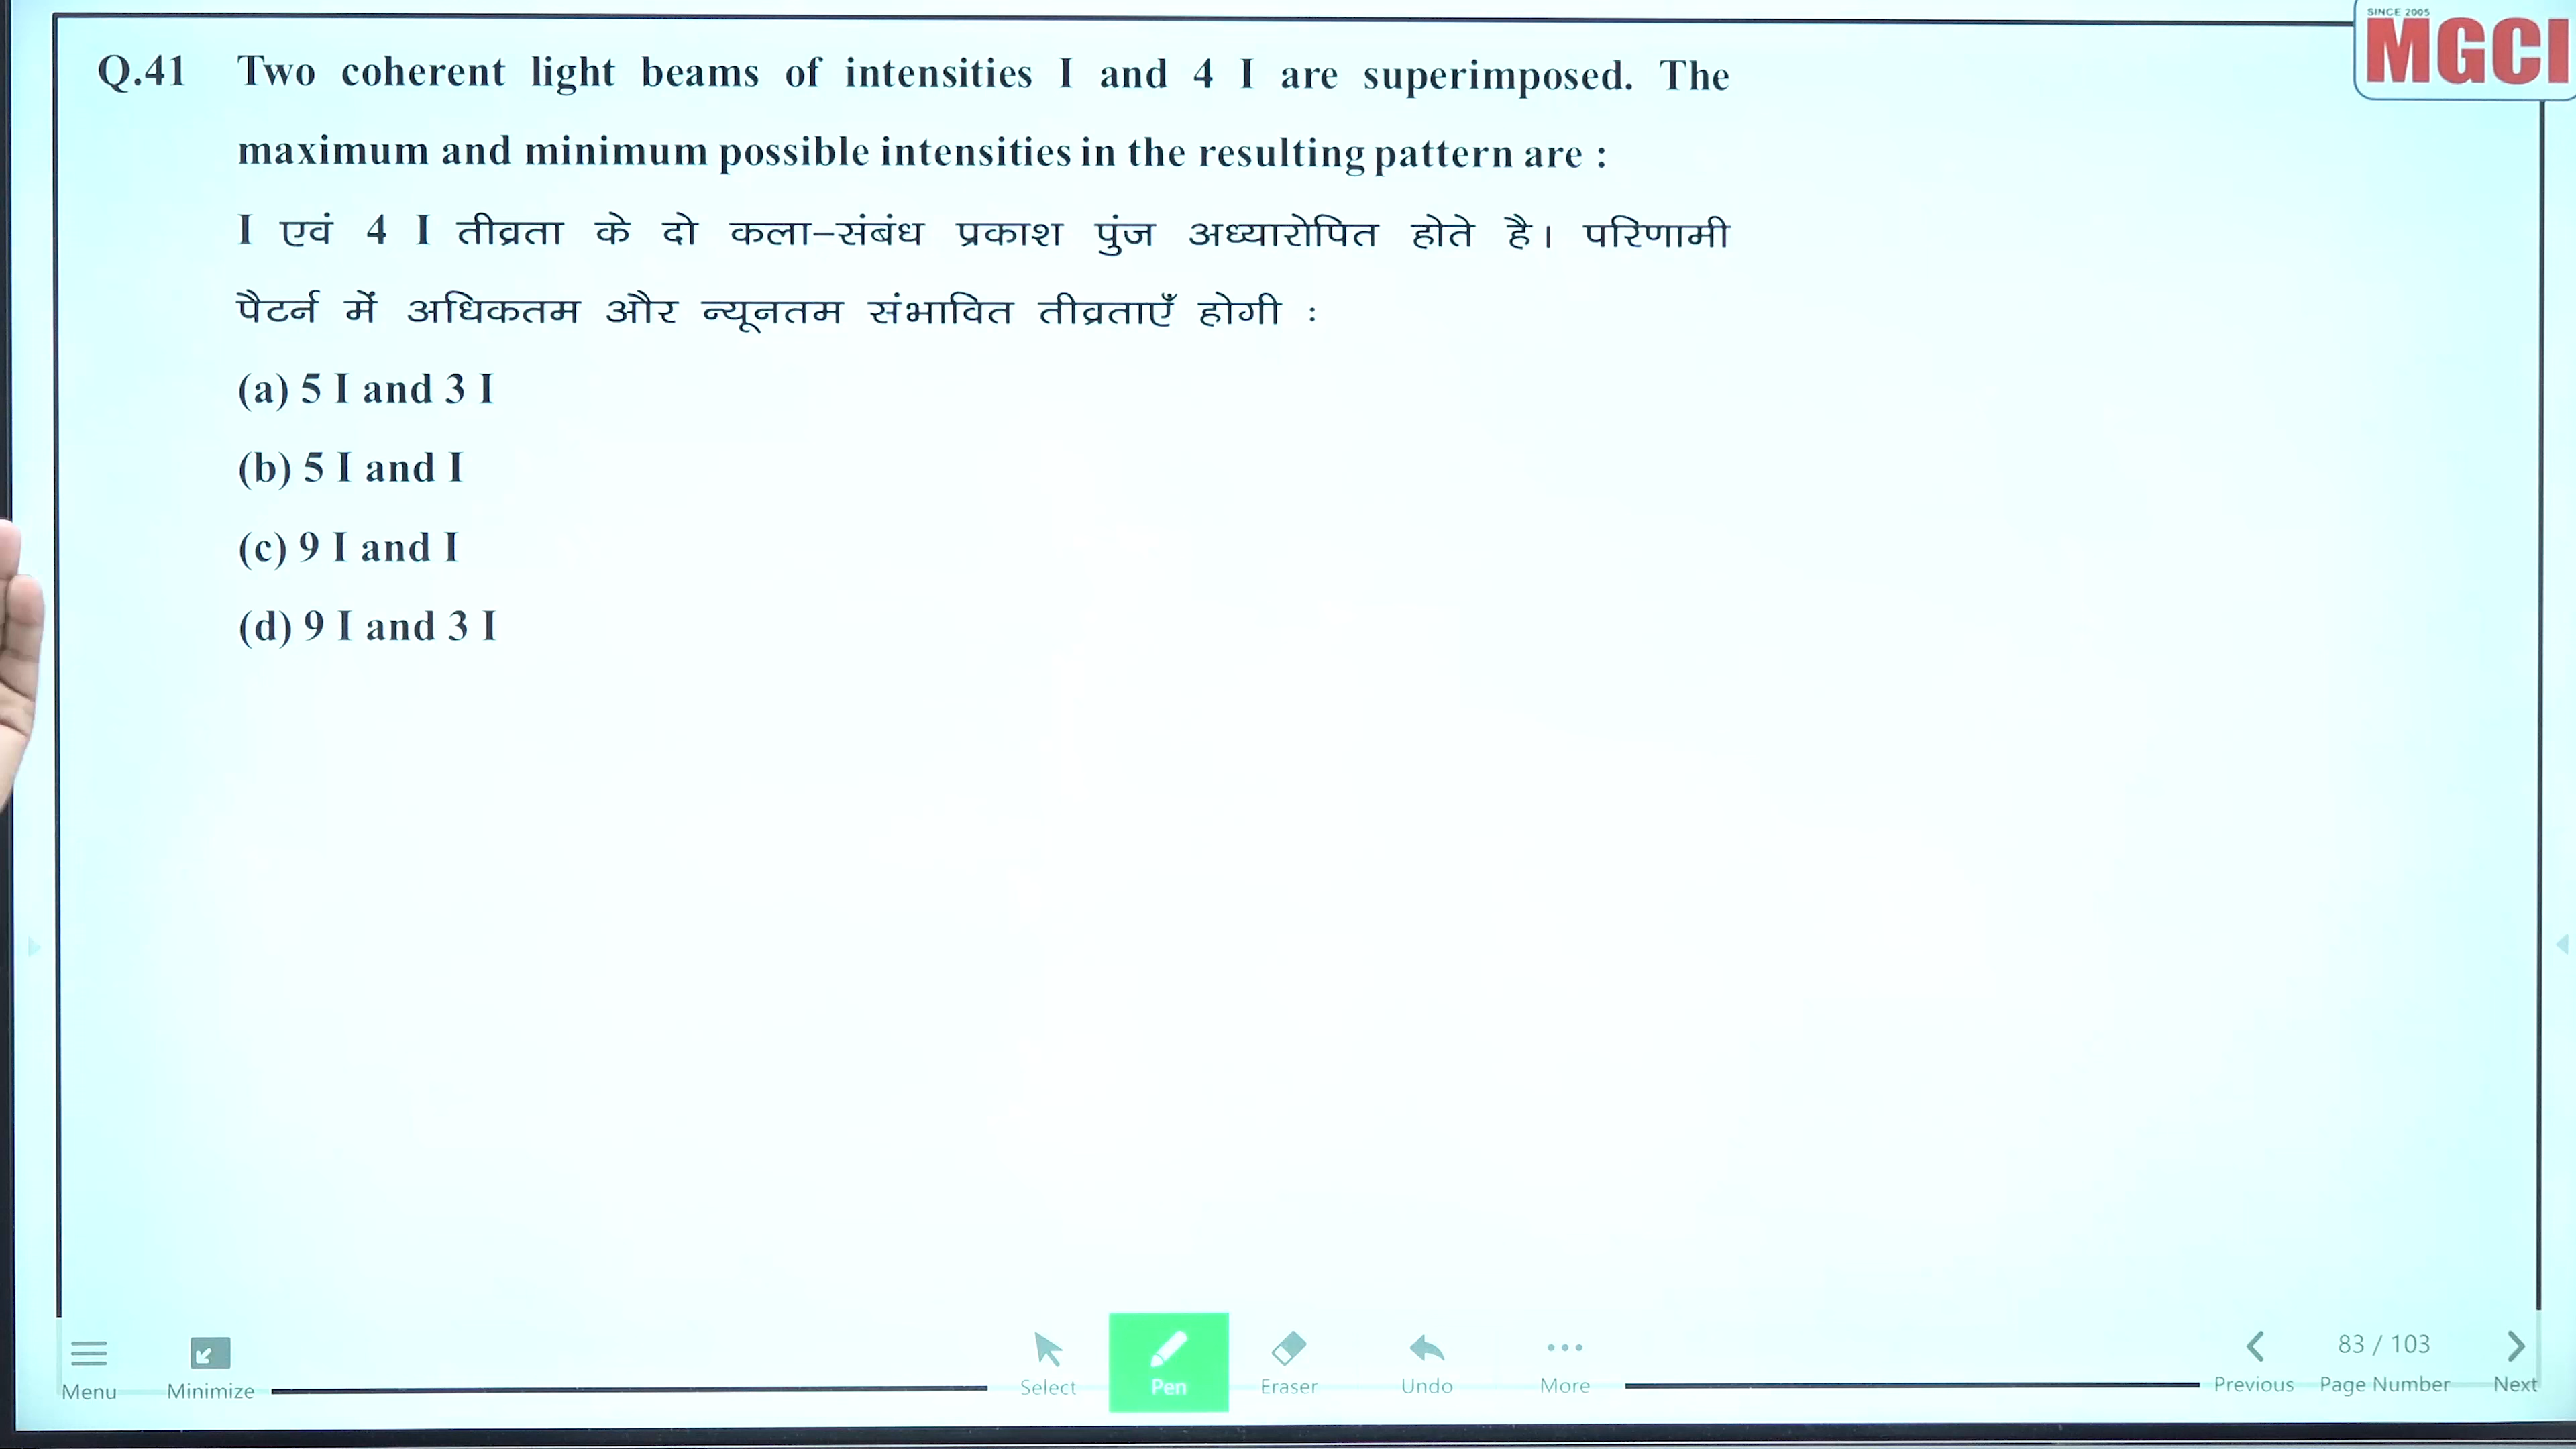 SINCE 2005
MGCI
Q.41 Two coherent light beams of intensities I and 4 I are superimposed. The
maximum and minimum possible intensities in the resulting pattern are :
I एवं 4 I तीव्रता के दो कला–संबंध प्रकाश पुंज अध्यारोपित होते है। परिणामी
पैटर्न में अधिकतम और न्यूनतम संभावित तीव्रताएँ होगी :
(a) 5 I and 3 I
(b) 5 I and I
(c) 9 I and I
(d) 9 I and 3 I
Menu Minimize Select Pen Eraser Undo More 83 / 103
Previous Page Number Next